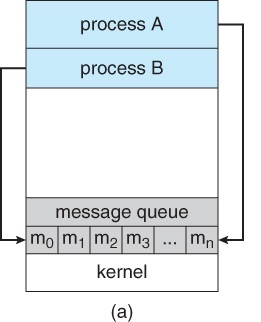 process A
process B
message queue
m0 m1 m2 m3 ... mn
kernel
(a)